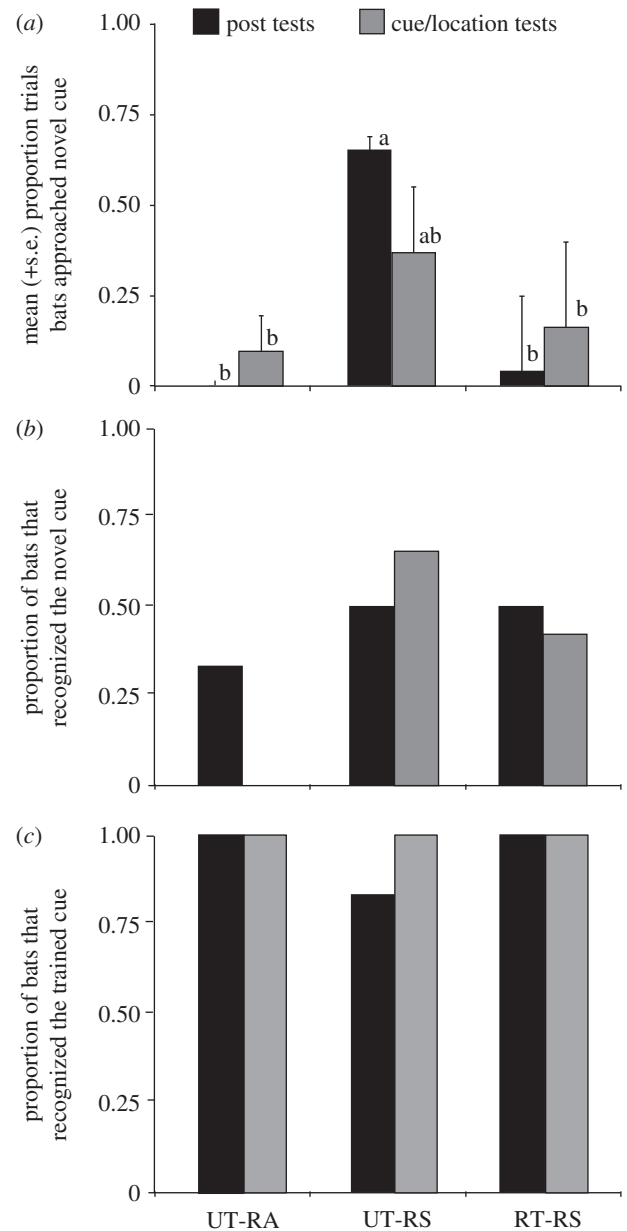 (a)
post tests
cue/location tests
mean (+s.e.) proportion trials
bats approached novel cue
1.00
0.75
0.50
0.25
0
b
b
a
ab
b
b
(b)
proportion of bats that
recognized the novel cue
1.00
0.75
0.50
0.25
0
(c)
proportion of bats that
recognized the trained cue
1.00
0.75
0.50
0.25
0
UT-RA
UT-RS
RT-RS